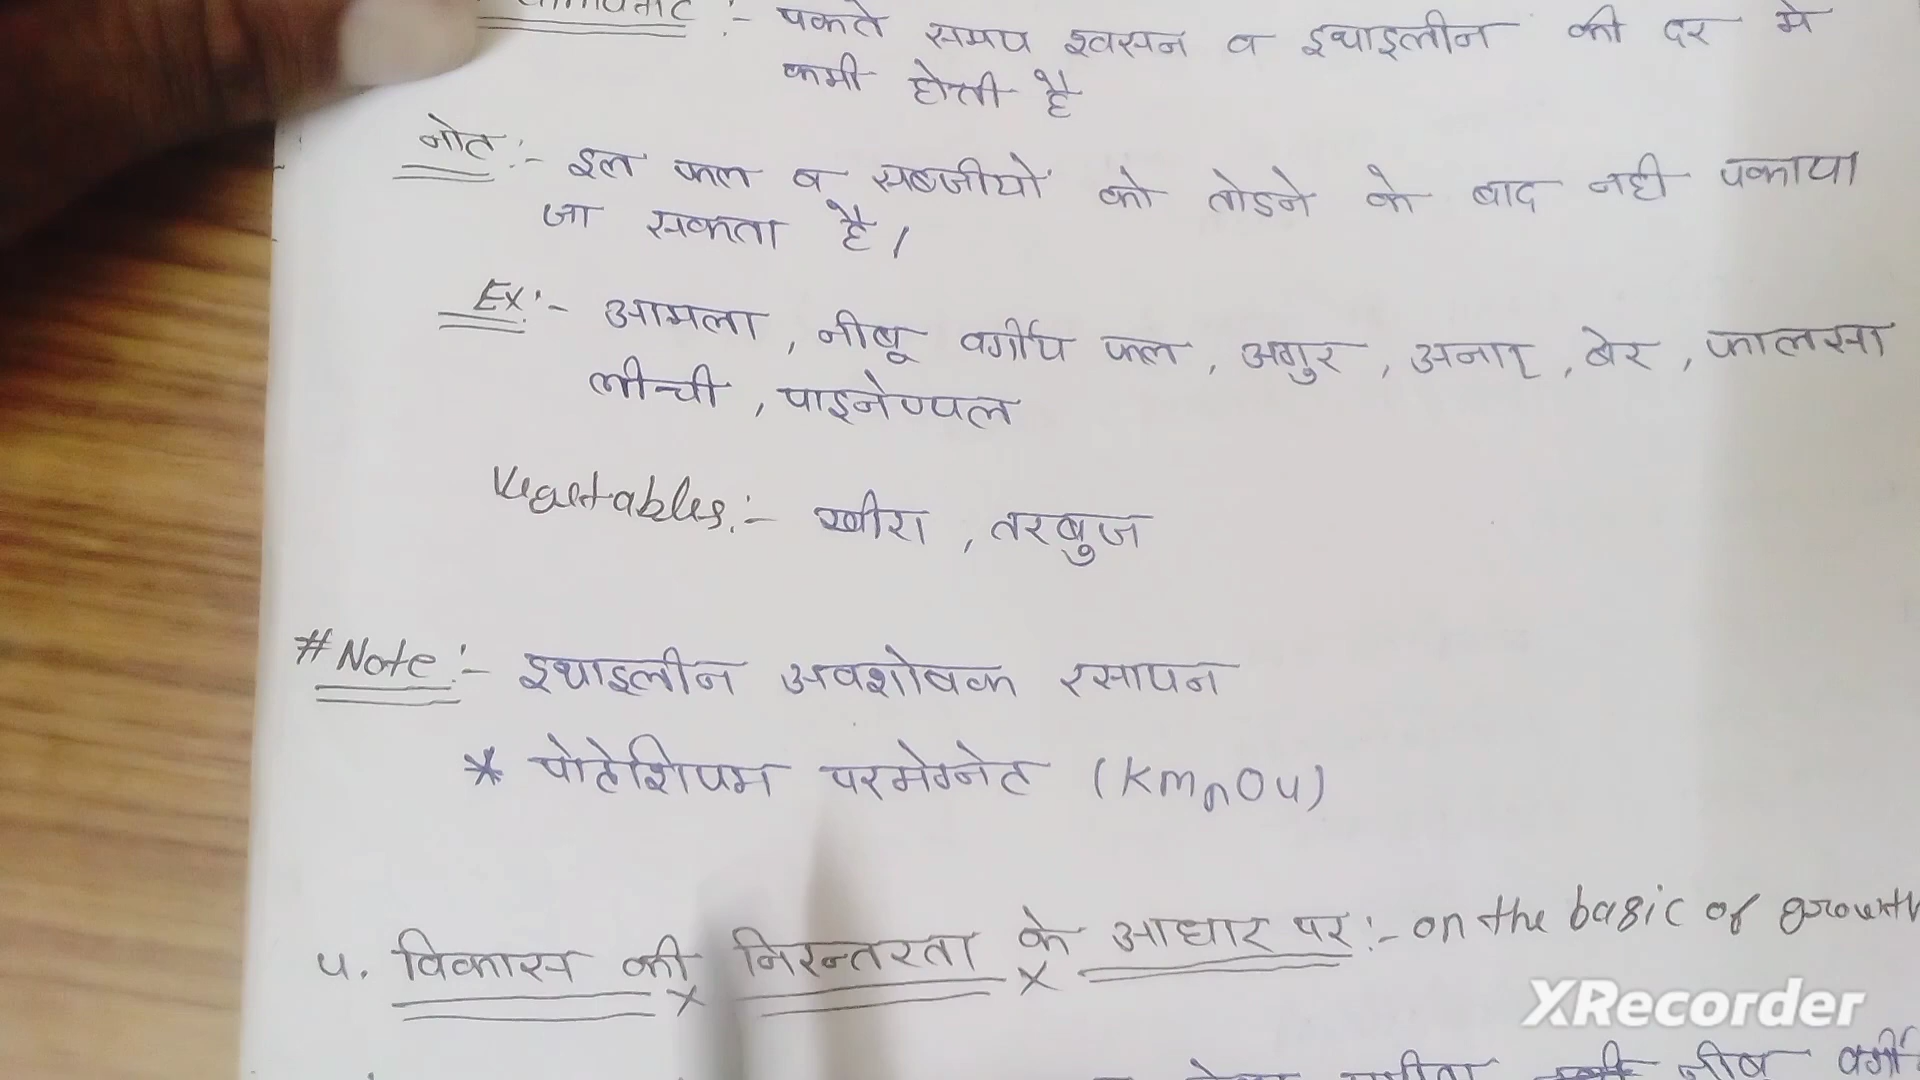 :- पकते समय श्वसन व इथाइलीन की दर मे
कमी होती है
नोट :- इन फल व सब्जीयो को तोडने के बाद नही पकाया
जा सकता है।
Ex:- आमला, नीबू वर्गीय फल, अगुर, अनार, बेर, फालसा
लीची, पाइनेप्पल
Vegetables:- खीरा, तरबुज
#Note:- इथाइलीन अवशोषक रसायन
* पोटेशियम परमेग्नेट (KMnO4)
4. विकास की निरन्तरता के आधार पर:- on the basic of growth
XRecorder
नीबू वर्गी